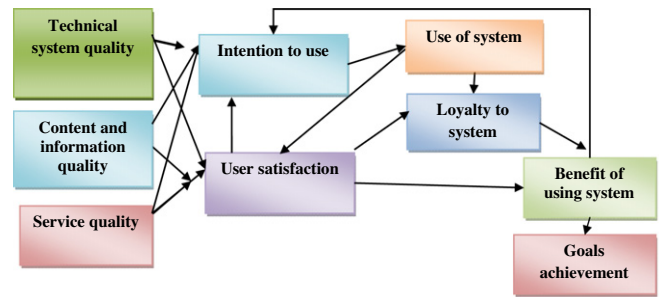 Technical
system quality
Intention to use
Use of system
Content and
information
quality
Loyalty to
system
User satisfaction
Benefit of
using system
Service quality
Goals
achievement